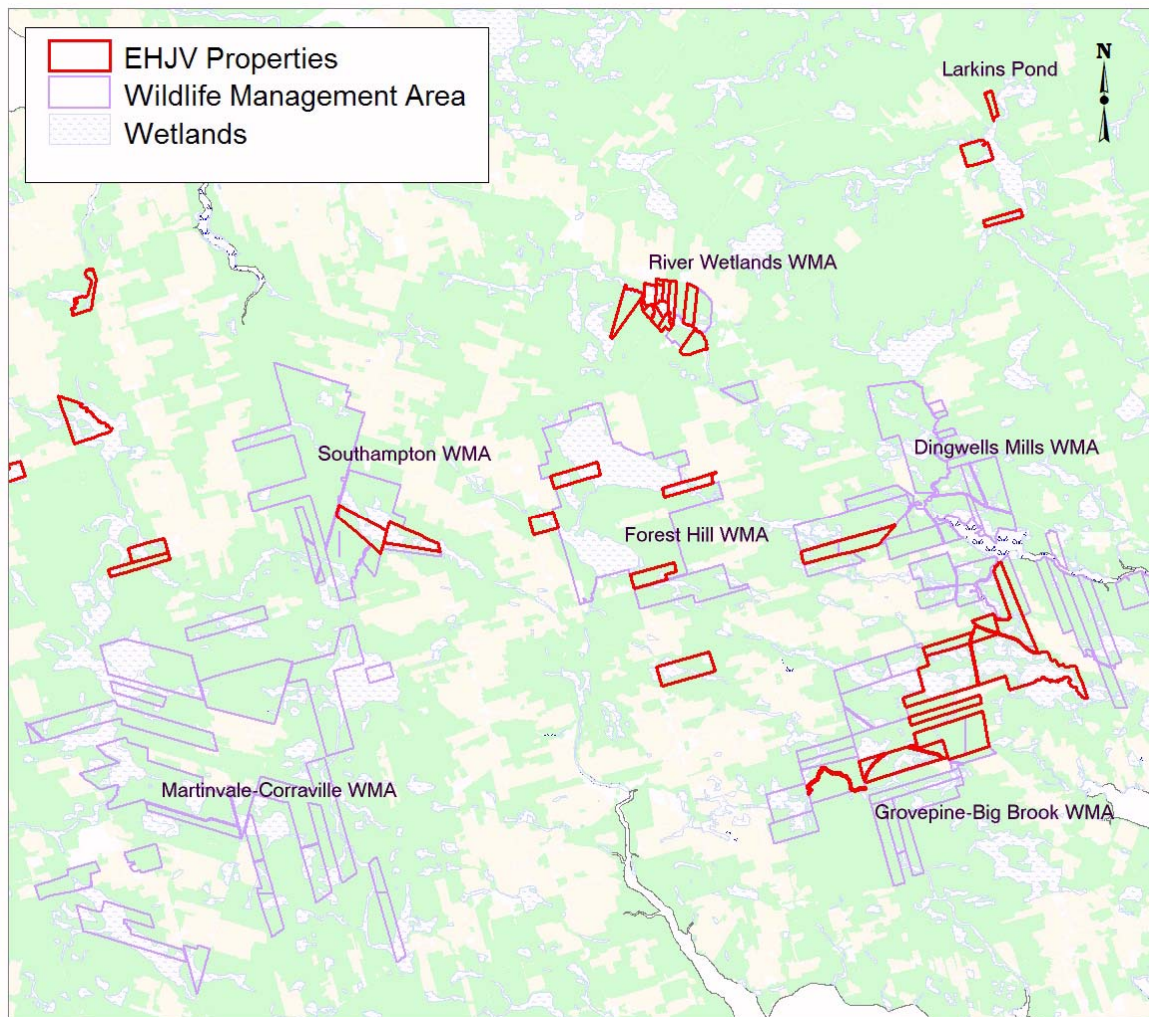 EHJV Properties
Wildlife Management Area
Wetlands
N
Larkins Pond
River Wetlands WMA
Southampton WMA
Dingwells Mills WMA
Forest Hill WMA
Martinvale-Corraville WMA
Grovepine-Big Brook WMA